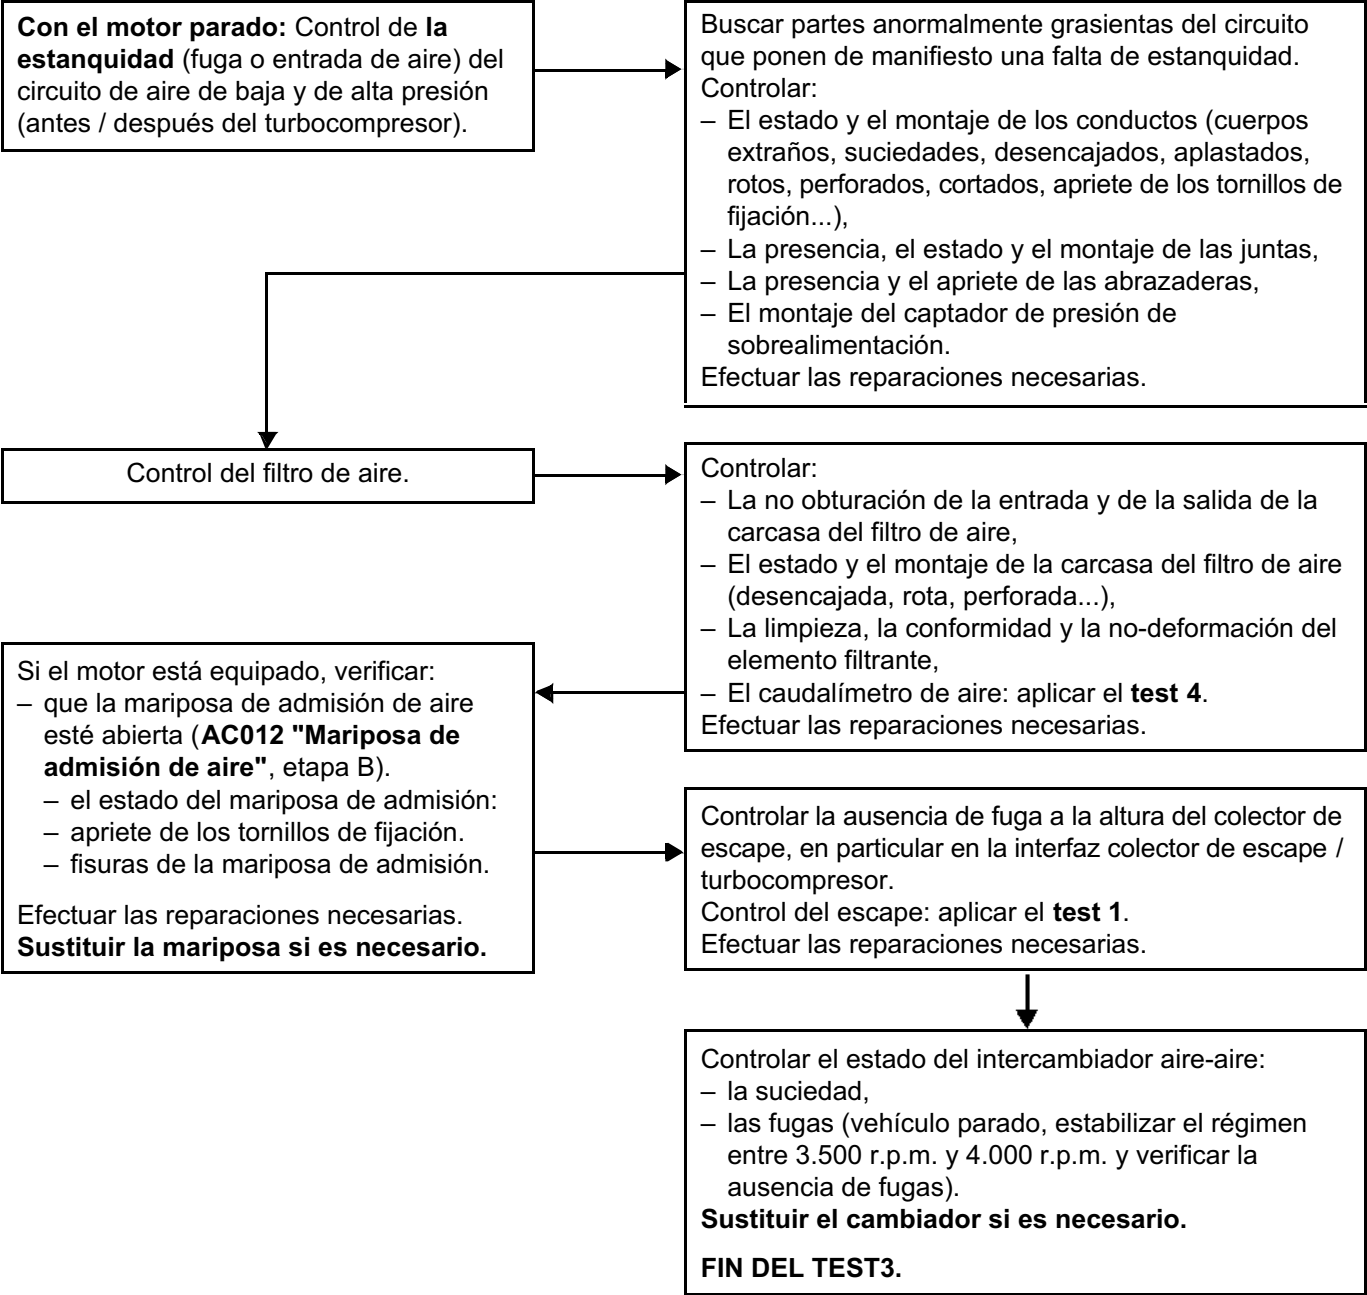 Con el motor parado: Control de la
estanquidad (fuga o entrada de aire) del
circuito de aire de baja y de alta presión
(antes / después del turbocompresor).
Buscar partes anormalmente grasientas del circuito
que ponen de manifiesto una falta de estanquidad.
Controlar:
– El estado y el montaje de los conductos (cuerpos
extraños, suciedades, desencajados, aplastados,
rotos, perforados, cortados, apriete de los tornillos de
fijación...),
– La presencia, el estado y el montaje de las juntas,
– La presencia y el apriete de las abrazaderas,
– El montaje del captador de presión de
sobrealimentación.
Efectuar las reparaciones necesarias.
Control del filtro de aire.
Controlar:
– La no obturación de la entrada y de la salida de la
carcasa del filtro de aire,
– El estado y el montaje de la carcasa del filtro de aire
(desencajada, rota, perforada...),
– La limpieza, la conformidad y la no-deformación del
elemento filtrante,
– El caudalímetro de aire: aplicar el test 4.
Efectuar las reparaciones necesarias.
Si el motor está equipado, verificar:
– que la mariposa de admisión de aire
esté abierta (AC012 "Mariposa de
admisión de aire", etapa B).
– el estado del mariposa de admisión:
– apriete de los tornillos de fijación.
– fisuras de la mariposa de admisión.
Efectuar las reparaciones necesarias.
Sustituir la mariposa si es necesario.
Controlar la ausencia de fuga a la altura del colector de
escape, en particular en la interfaz colector de escape /
turbocompresor.
Control del escape: aplicar el test 1.
Efectuar las reparaciones necesarias.
Controlar el estado del intercambiador aire-aire:
– la suciedad,
– las fugas (vehículo parado, estabilizar el régimen
entre 3.500 r.p.m. y 4.000 r.p.m. y verificar la
ausencia de fugas).
Sustituir el cambiador si es necesario.
FIN DEL TEST3.